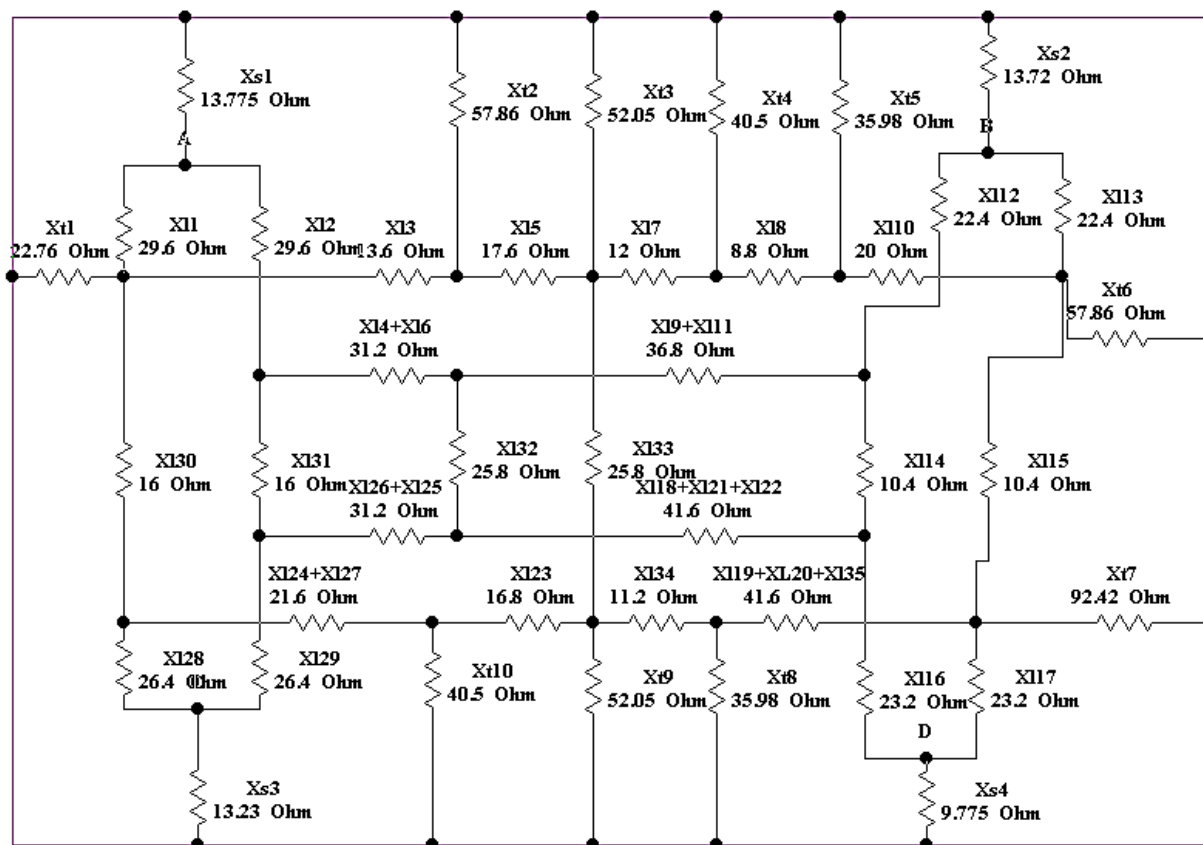 Xs1
13.775 Ohm
A
Xt2
57.86 Ohm
Xt3
52.05 Ohm
Xt4
40.5 Ohm
Xt5
35.98 Ohm
Xs2
13.72 Ohm
B
Xt1
22.76 Ohm
Xl1
29.6 Ohm
Xl2
29.6 Ohm
Xl3
13.6 Ohm
Xl5
17.6 Ohm
Xl7
12 Ohm
Xl8
8.8 Ohm
Xl10
20 Ohm
Xl12
22.4 Ohm
Xl13
22.4 Ohm
Xt6
57.86 Ohm
Xl4+Xl6
31.2 Ohm
Xl9+Xl11
36.8 Ohm
Xl30
16 Ohm
Xl31
16 Ohm
Xl32
25.8 Ohm
Xl33
25.8 Ohm
Xl14
10.4 Ohm
Xl15
10.4 Ohm
Xl26+Xl25
31.2 Ohm
Xl18+Xl21+Xl22
41.6 Ohm
Xl24+Xl27
21.6 Ohm
Xl23
16.8 Ohm
Xl34
11.2 Ohm
Xl19+XL20+Xl35
41.6 Ohm
Xt7
92.42 Ohm
Xl28
26.4 Ohm
Xl29
26.4 Ohm
Xt10
40.5 Ohm
Xt9
52.05 Ohm
Xt8
35.98 Ohm
Xl16
23.2 Ohm
Xl17
23.2 Ohm
D
Xs3
13.23 Ohm
Xs4
9.775 Ohm